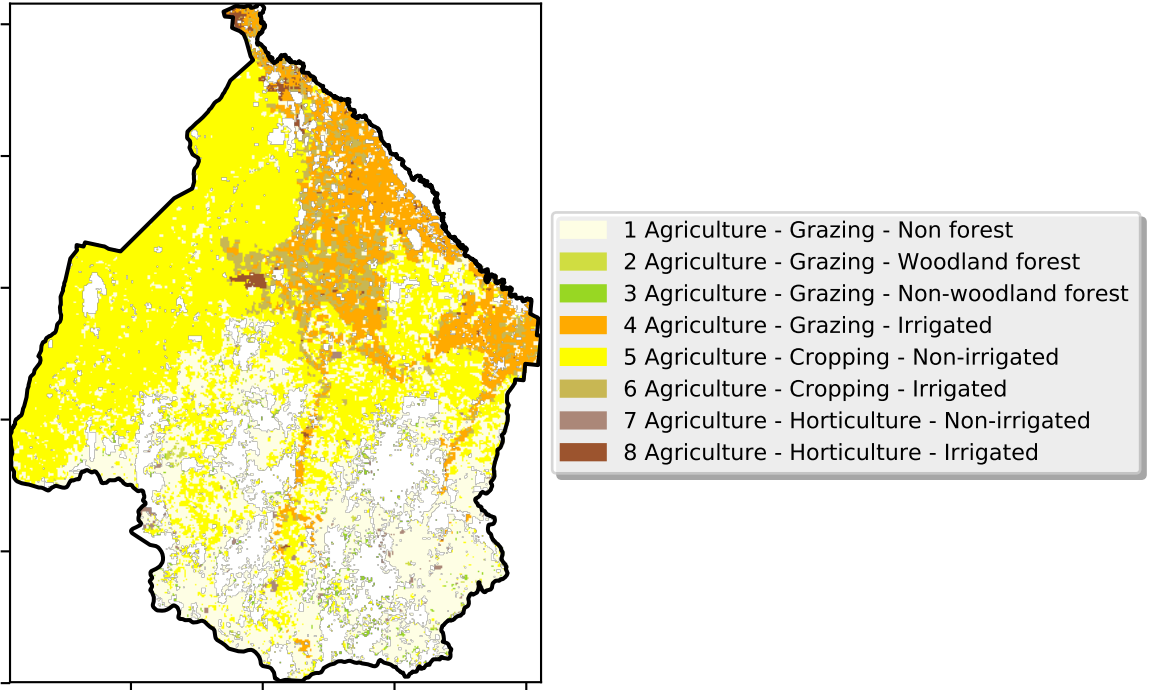 1 Agriculture - Grazing - Non forest
2 Agriculture - Grazing - Woodland forest
3 Agriculture - Grazing - Non-woodland forest
4 Agriculture - Grazing - Irrigated
5 Agriculture - Cropping - Non-irrigated
6 Agriculture - Cropping - Irrigated
7 Agriculture - Horticulture - Non-irrigated
8 Agriculture - Horticulture - Irrigated